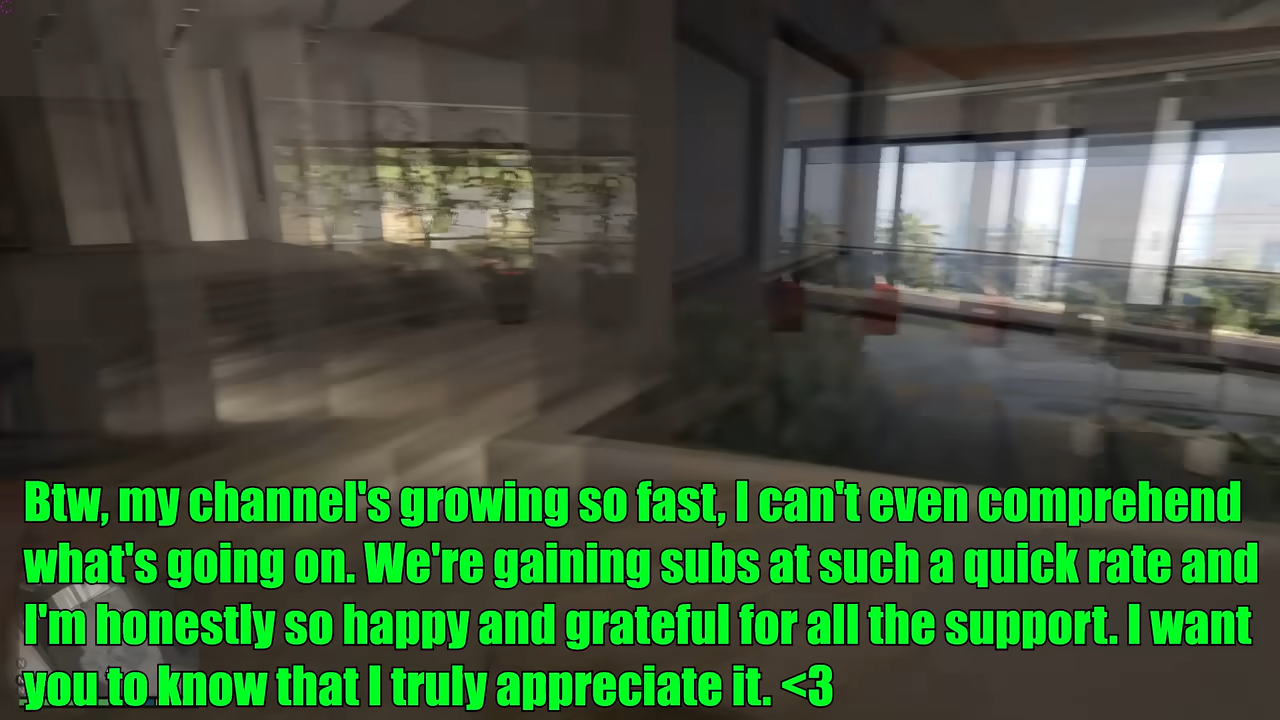 Btw, my channel's growing so fast, I can't even comprehend
what's going on. We're gaining subs at such a quick rate and
I'm honestly so happy and grateful for all the support. I want
you to know that I truly appreciate it. <3